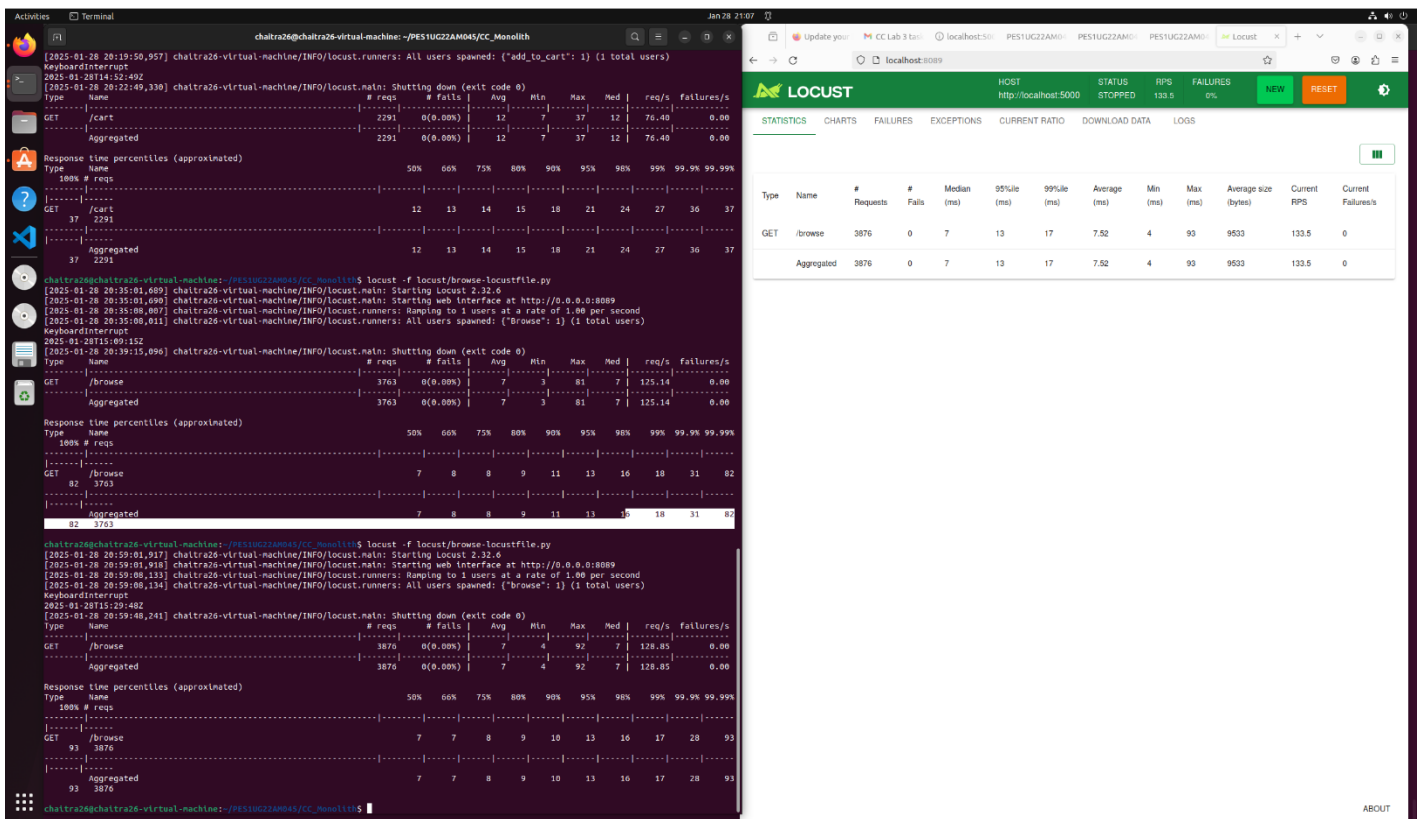 Activities
Terminal
Jan 28 21:07
chaitra26@chaitra26-virtual-machine: ~/PES1UG22AM045/CC_Monolith
[2025-01-28 20:19:50,957] chaitra26-virtual-machine/INFO/locust.runners: All users spawned: {"add_to_cart": 1} (1 total users)
KeyboardInterrupt
2025-01-28T14:52:49Z
[2025-01-28 20:22:49,330] chaitra26-virtual-machine/INFO/locust.main: Shutting down (exit code 0)
Type Name # reqs # fails | Avg Min Max Med | req/s failures/s
--------|----------------------------------------------|-------|-------------|-------|-------|-------|-------|--------|-----------
GET /cart 2291 0(0.00%) | 12 7 37 12 | 76.40 0.00
--------|----------------------------------------------|-------|-------------|-------|-------|-------|-------|--------|-----------
Aggregated 2291 0(0.00%) | 12 7 37 12 | 76.40 0.00
Response time percentiles (approximated)
Type Name 50% 66% 75% 80% 90% 95% 98% 99% 99.9% 99.99%
100% # reqs
--------|----------------------------------------------|--------|------|------|------|------|------|------|------|------|------
|------|------
GET /cart 12 13 14 15 18 21 24 27 36 37
37 2291
--------|----------------------------------------------|--------|------|------|------|------|------|------|------|------|------
|------|------
Aggregated 12 13 14 15 18 21 24 27 36 37
37 2291
chaitra26@chaitra26-virtual-machine:~/PES1UG22AM045/CC_Monolith$ locust -f locust/browse-locustfile.py
[2025-01-28 20:35:01,689] chaitra26-virtual-machine/INFO/locust.main: Starting Locust 2.32.6
[2025-01-28 20:35:01,690] chaitra26-virtual-machine/INFO/locust.main: Starting web interface at http://0.0.0.0:8089
[2025-01-28 20:35:08,007] chaitra26-virtual-machine/INFO/locust.runners: Ramping to 1 users at a rate of 1.00 per second
[2025-01-28 20:35:08,011] chaitra26-virtual-machine/INFO/locust.runners: All users spawned: {"Browse": 1} (1 total users)
KeyboardInterrupt
2025-01-28T15:09:15Z
[2025-01-28 20:39:15,096] chaitra26-virtual-machine/INFO/locust.main: Shutting down (exit code 0)
Type Name # reqs # fails | Avg Min Max Med | req/s failures/s
--------|----------------------------------------------|-------|-------------|-------|-------|-------|-------|--------|-----------
GET /browse 3763 0(0.00%) | 7 3 81 7 | 125.14 0.00
--------|----------------------------------------------|-------|-------------|-------|-------|-------|-------|--------|-----------
Aggregated 3763 0(0.00%) | 7 3 81 7 | 125.14 0.00
Response time percentiles (approximated)
Type Name 50% 66% 75% 80% 90% 95% 98% 99% 99.9% 99.99%
100% # reqs
--------|----------------------------------------------|--------|------|------|------|------|------|------|------|------|------
|------|------
GET /browse 7 8 8 9 11 13 16 18 31 82
82 3763
--------|----------------------------------------------|--------|------|------|------|------|------|------|------|------|------
|------|------
Aggregated 7 8 8 9 11 13 16 18 31 82
82 3763
chaitra26@chaitra26-virtual-machine:~/PES1UG22AM045/CC_Monolith$ locust -f locust/browse-locustfile.py
[2025-01-28 20:59:01,917] chaitra26-virtual-machine/INFO/locust.main: Starting Locust 2.32.6
[2025-01-28 20:59:01,918] chaitra26-virtual-machine/INFO/locust.main: Starting web interface at http://0.0.0.0:8089
[2025-01-28 20:59:08,133] chaitra26-virtual-machine/INFO/locust.runners: Ramping to 1 users at a rate of 1.00 per second
[2025-01-28 20:59:08,134] chaitra26-virtual-machine/INFO/locust.runners: All users spawned: {"browse": 1} (1 total users)
KeyboardInterrupt
2025-01-28T15:29:48Z
[2025-01-28 20:59:48,241] chaitra26-virtual-machine/INFO/locust.main: Shutting down (exit code 0)
Type Name # reqs # fails | Avg Min Max Med | req/s failures/s
--------|----------------------------------------------|-------|-------------|-------|-------|-------|-------|--------|-----------
GET /browse 3876 0(0.00%) | 7 4 92 7 | 128.85 0.00
--------|----------------------------------------------|-------|-------------|-------|-------|-------|-------|--------|-----------
Aggregated 3876 0(0.00%) | 7 4 92 7 | 128.85 0.00
Response time percentiles (approximated)
Type Name 50% 66% 75% 80% 90% 95% 98% 99% 99.9% 99.99%
100% # reqs
--------|----------------------------------------------|--------|------|------|------|------|------|------|------|------|------
|------|------
GET /browse 7 7 8 9 10 13 16 17 28 93
93 3876
--------|----------------------------------------------|--------|------|------|------|------|------|------|------|------|------
|------|------
Aggregated 7 7 8 9 10 13 16 17 28 93
93 3876
chaitra26@chaitra26-virtual-machine:~/PES1UG22AM045/CC_Monolith$
Update your
CC Lab 3 tas
localhost:50
PES1UG22AM0
PES1UG22AM0
PES1UG22AM0
Locust
localhost:8089
LOCUST
HOST
http://localhost:5000
STATUS
STOPPED
RPS
133.5
FAILURES
0%
NEW
RESET
STATISTICS CHARTS FAILURES EXCEPTIONS CURRENT RATIO DOWNLOAD DATA LOGS
Type Name # Requests # Fails Median (ms) 95%ile (ms) 99%ile (ms) Average (ms) Min (ms) Max (ms) Average size (bytes) Current RPS Current Failures/s
GET /browse 3876 0 7 13 17 7.52 4 93 9533 133.5 0
Aggregated 3876 0 7 13 17 7.52 4 93 9533 133.5 0
ABOUT